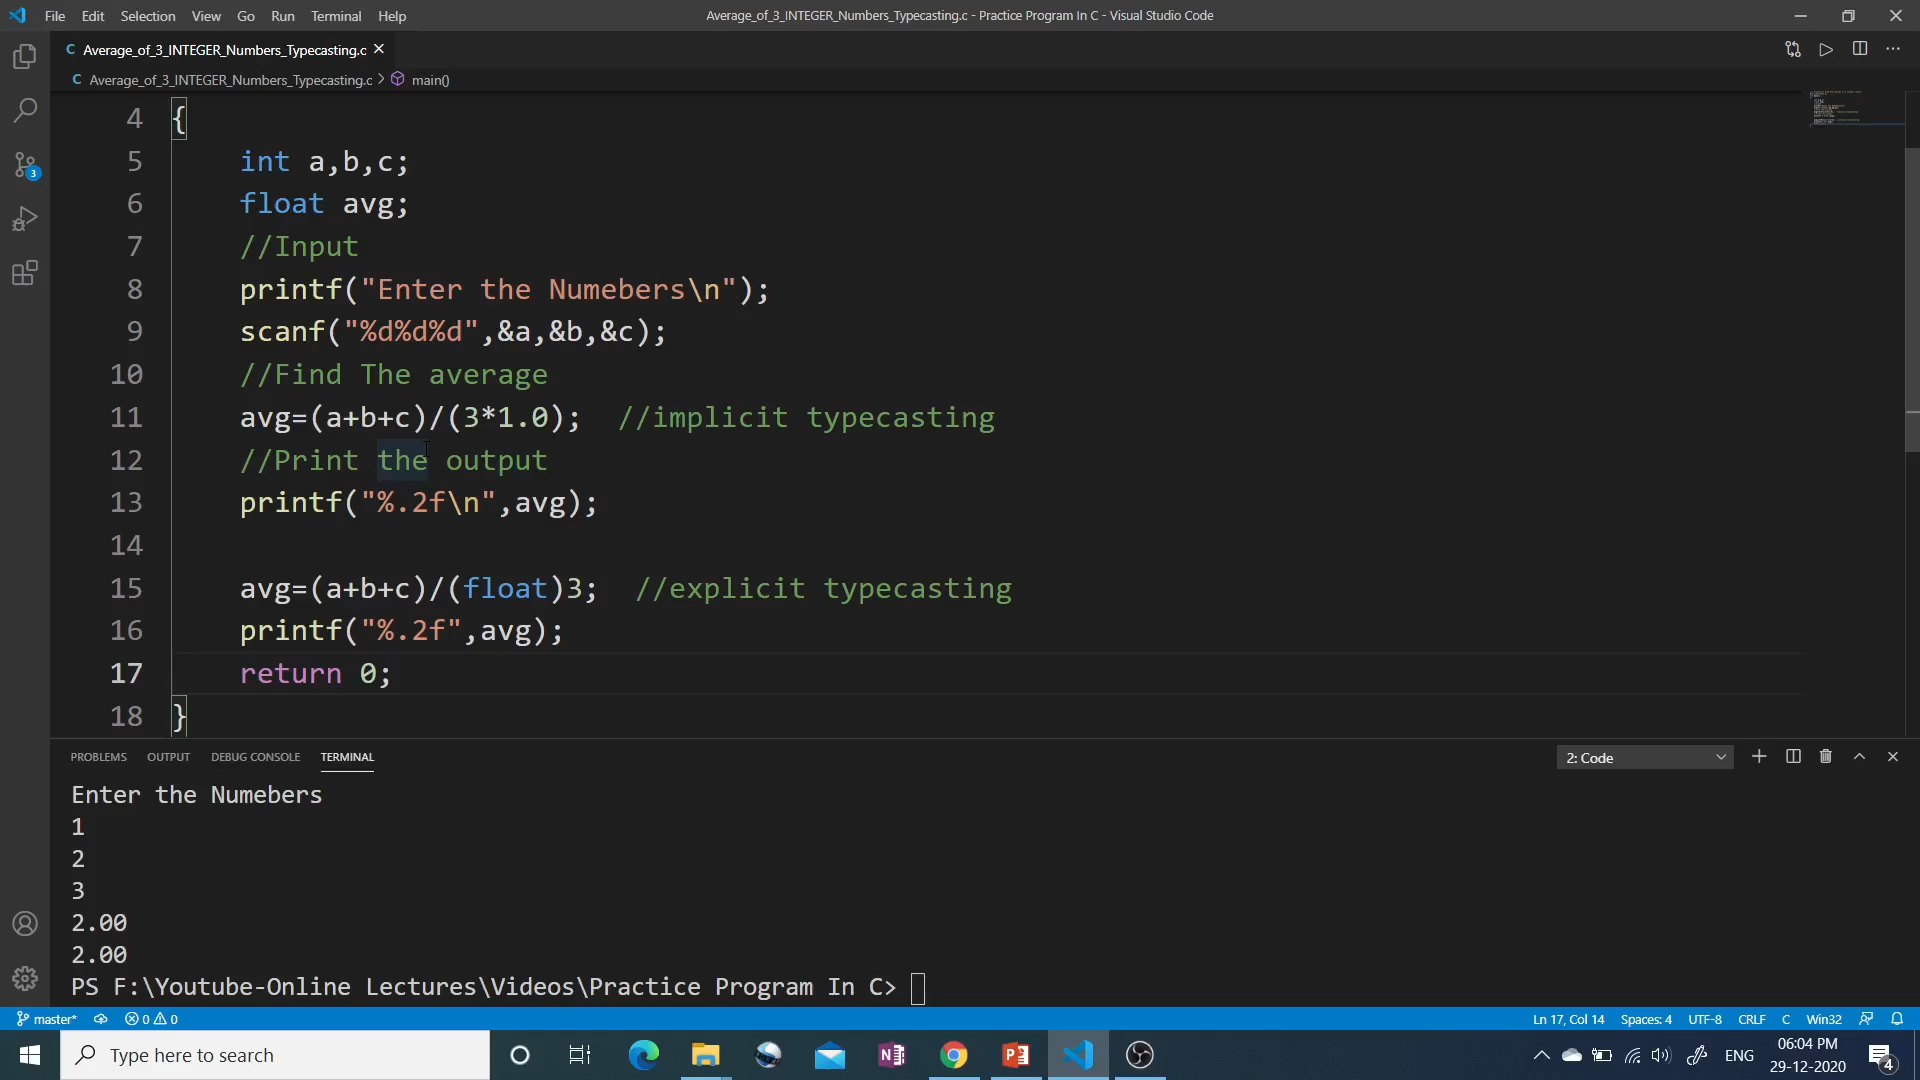 File Edit Selection View Go Run Terminal Help
Average_of_3_INTEGER_Numbers_Typecasting.c - Practice Program In C - Visual Studio Code
C Average_of_3_INTEGER_Numbers_Typecasting.c
C Average_of_3_INTEGER_Numbers_Typecasting.c > main()
4 {
5 int a,b,c;
6 float avg;
7 //Input
8 printf("Enter the Numebers\n");
9 scanf("%d%d%d",&a,&b,&c);
10 //Find The average
11 avg=(a+b+c)/(3*1.0); //implicit typecasting
12 //Print the output
13 printf("%.2f\n",avg);
14
15 avg=(a+b+c)/(float)3; //explicit typecasting
16 printf("%.2f",avg);
17 return 0;
18 }
3
PROBLEMS OUTPUT DEBUG CONSOLE TERMINAL
2: Code
Enter the Numebers
1
2
3
2.00
2.00
PS F:\Youtube-Online Lectures\Videos\Practice Program In C>
master* 0 0
Ln 17, Col 14 Spaces: 4 UTF-8 CRLF C Win32
Type here to search
ENG
06:04 PM
29-12-2020
4